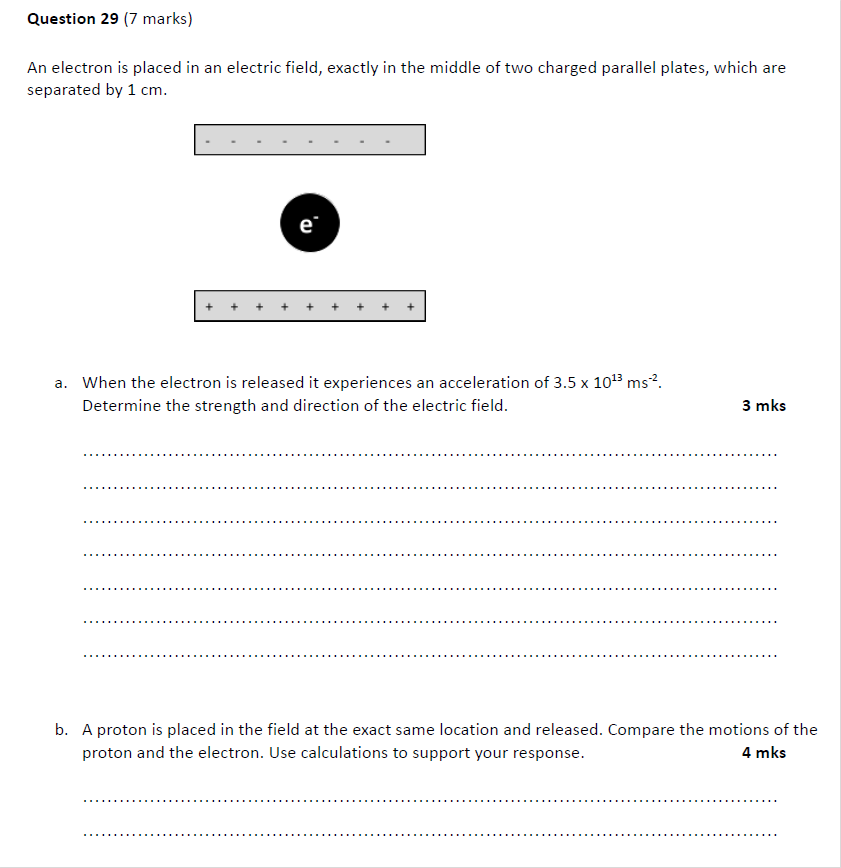 Question 29 (7 marks)
An electron is placed in an electric field, exactly in the middle of two charged parallel plates, which are
separated by 1 cm.
- - - - - - - -
e⁻
+ + + + + + + + +
a. When the electron is released it experiences an acceleration of 3.5 x 10¹³ ms⁻².
Determine the strength and direction of the electric field. 3 mks
b. A proton is placed in the field at the exact same location and released. Compare the motions of the
proton and the electron. Use calculations to support your response. 4 mks